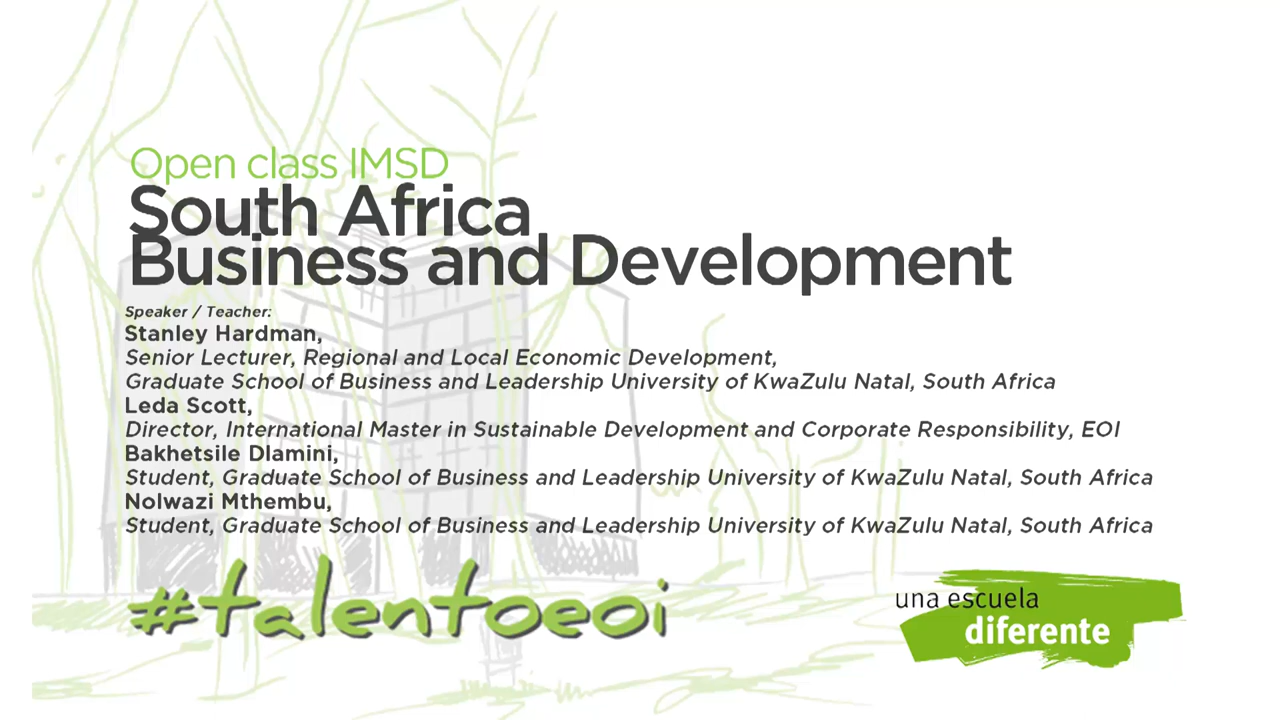 Open class IMSD
South Africa
Business and Development
Speaker / Teacher:
Stanley Hardman,
Senior Lecturer, Regional and Local Economic Development,
Graduate School of Business and Leadership University of KwaZulu Natal, South Africa
Leda Scott,
Director, International Master in Sustainable Development and Corporate Responsibility, EOI
Bakhetsile Dlamini,
Student, Graduate School of Business and Leadership University of KwaZulu Natal, South Africa
Nolwazi Mthembu,
Student, Graduate School of Business and Leadership University of KwaZulu Natal, South Africa
#talentoeoi
una escuela
diferente